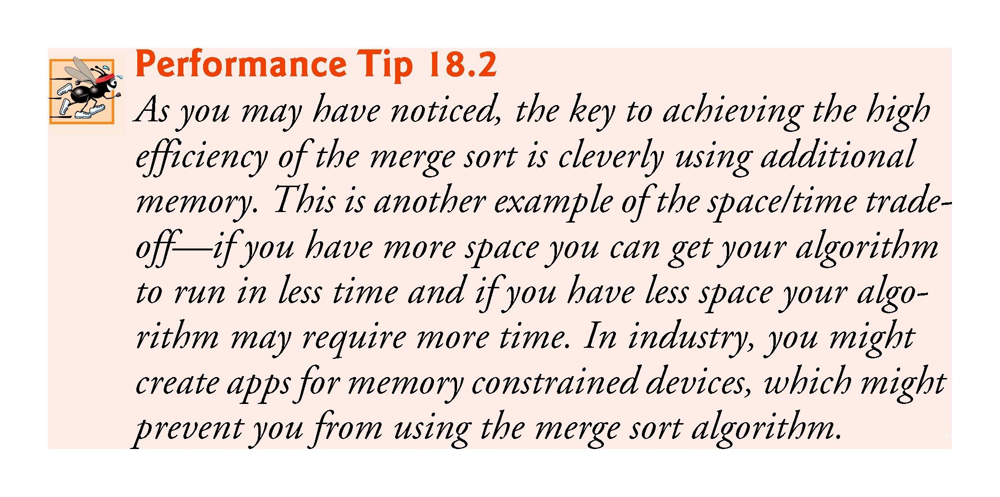 Performance Tip 18.2
As you may have noticed, the key to achieving the high
efficiency of the merge sort is cleverly using additional
memory. This is another example of the space/time trade-
off—if you have more space you can get your algorithm
to run in less time and if you have less space your algo-
rithm may require more time. In industry, you might
create apps for memory constrained devices, which might
prevent you from using the merge sort algorithm.